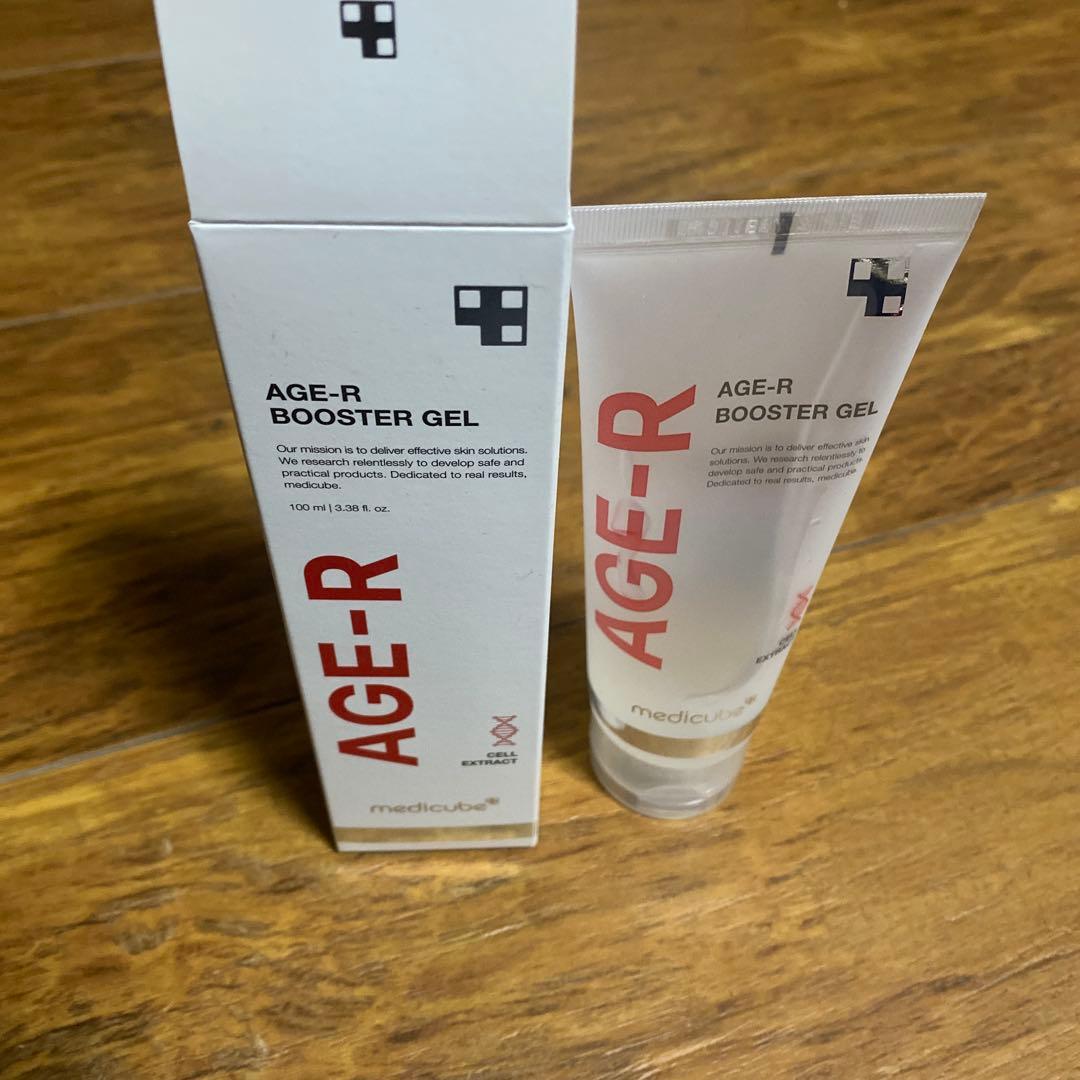 AGE-R
BOOSTER GEL
Our mission is to deliver effective skin solutions.
We research relentlessly to develop safe and
practical products. Dedicated to real results,
medicube.
100 ml | 3.38 fl. oz.
AGE-R
CELL
EXTRACT
medicube
AGE-R
BOOSTER GEL
Our mission is to deliver effective skin
solutions. We research relentlessly to
develop safe and practical products.
Dedicated to real results, medicube.
AGE-R
CELL
EXTRACT
medicube